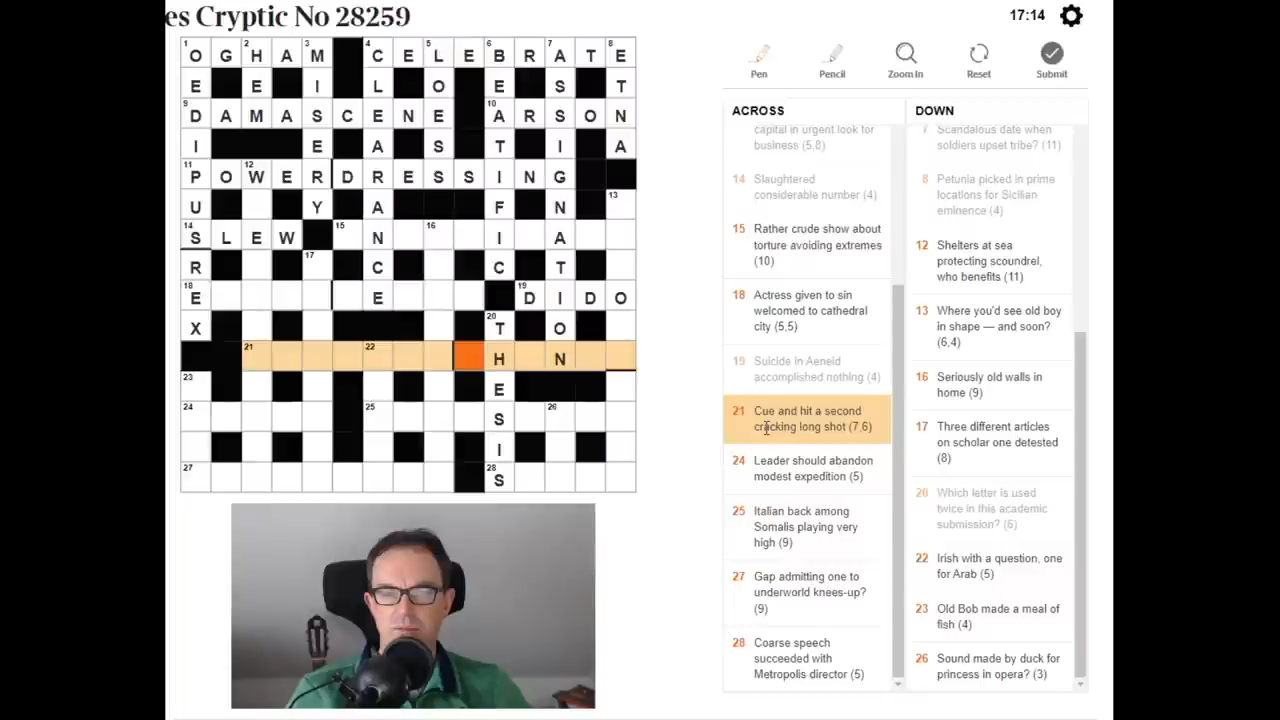 es Cryptic No 28259
17:14
Pen
Pencil
Zoom In
Reset
Submit
1 O G H A M C E L E B R A T E
E E I L O E S T
D A M A S C E N E A R S O N
I E A S T I A
P O W E R D R E S S I N G
U Y A F N
S L E W N I A
R C C T
E E D I D O
X T O
H N
E
S
I
S
ACROSS
capital in urgent look for
business (5,8)
14 Slaughtered
considerable number (4)
15 Rather crude show about
torture avoiding extremes
(10)
18 Actress given to sin
welcomed to cathedral
city (5,5)
19 Suicide in Aeneid
accomplished nothing (4)
21 Cue and hit a second
cracking long shot (7,6)
24 Leader should abandon
modest expedition (5)
25 Italian back among
Somalis playing very
high (9)
27 Gap admitting one to
underworld knees-up?
(9)
28 Coarse speech
succeeded with
Metropolis director (5)
DOWN
7 Scandalous date when
soldiers upset tribe? (11)
8 Petunia picked in prime
locations for Sicilian
eminence (4)
12 Shelters at sea
protecting scoundrel,
who benefits (11)
13 Where you'd see old boy
in shape — and soon?
(6,4)
16 Seriously old walls in
home (9)
17 Three different articles
on scholar one detested
(8)
20 Which letter is used
twice in this academic
submission? (6)
22 Irish with a question, one
for Arab (5)
23 Old Bob made a meal of
fish (4)
26 Sound made by duck for
princess in opera? (3)